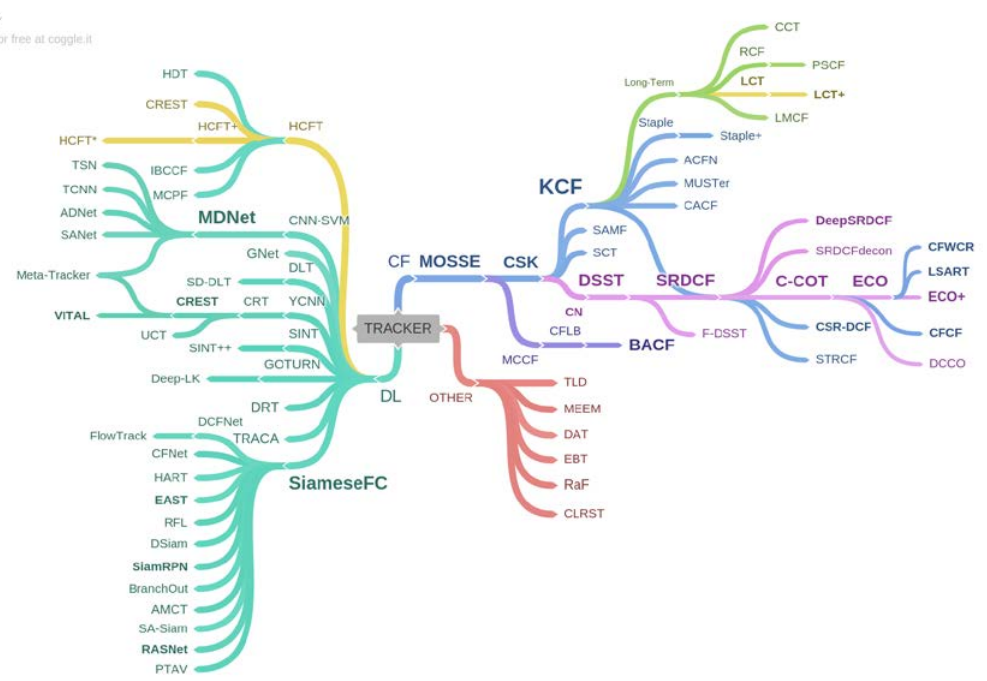 or free at coggle.it
HDT
CREST
HCFT*
HCFT+
HCFT
IBCCF
MCPF
TSN
TCNN
ADNet
SANet
MDNet
CNN-SVM
Meta-Tracker
GNet
DLT
SD-DLT
VITAL
CREST
CRT
YCNN
UCT
SINT
SINT++
GOTURN
Deep-LK
DRT
DL
DCFNet
FlowTrack
TRACA
CFNet
SiameseFC
HART
EAST
RFL
DSiam
SiamRPN
BranchOut
AMCT
SA-Siam
RASNet
PTAV
TRACKER
CF
MOSSE
CSK
KCF
Long-Term
CCT
RCF
PSCF
LCT
LCT+
LMCF
Staple
Staple+
ACFN
MUSTer
CACF
SAMF
SCT
DSST
CN
SRDCF
DeepSRDCF
SRDCFdecon
C-COT
ECO
CFWCR
LSART
ECO+
CFCF
DCCO
CSR-DCF
STRCF
F-DSST
CFLB
MCCF
BACF
OTHER
TLD
MEEM
DAT
EBT
RaF
CLRST